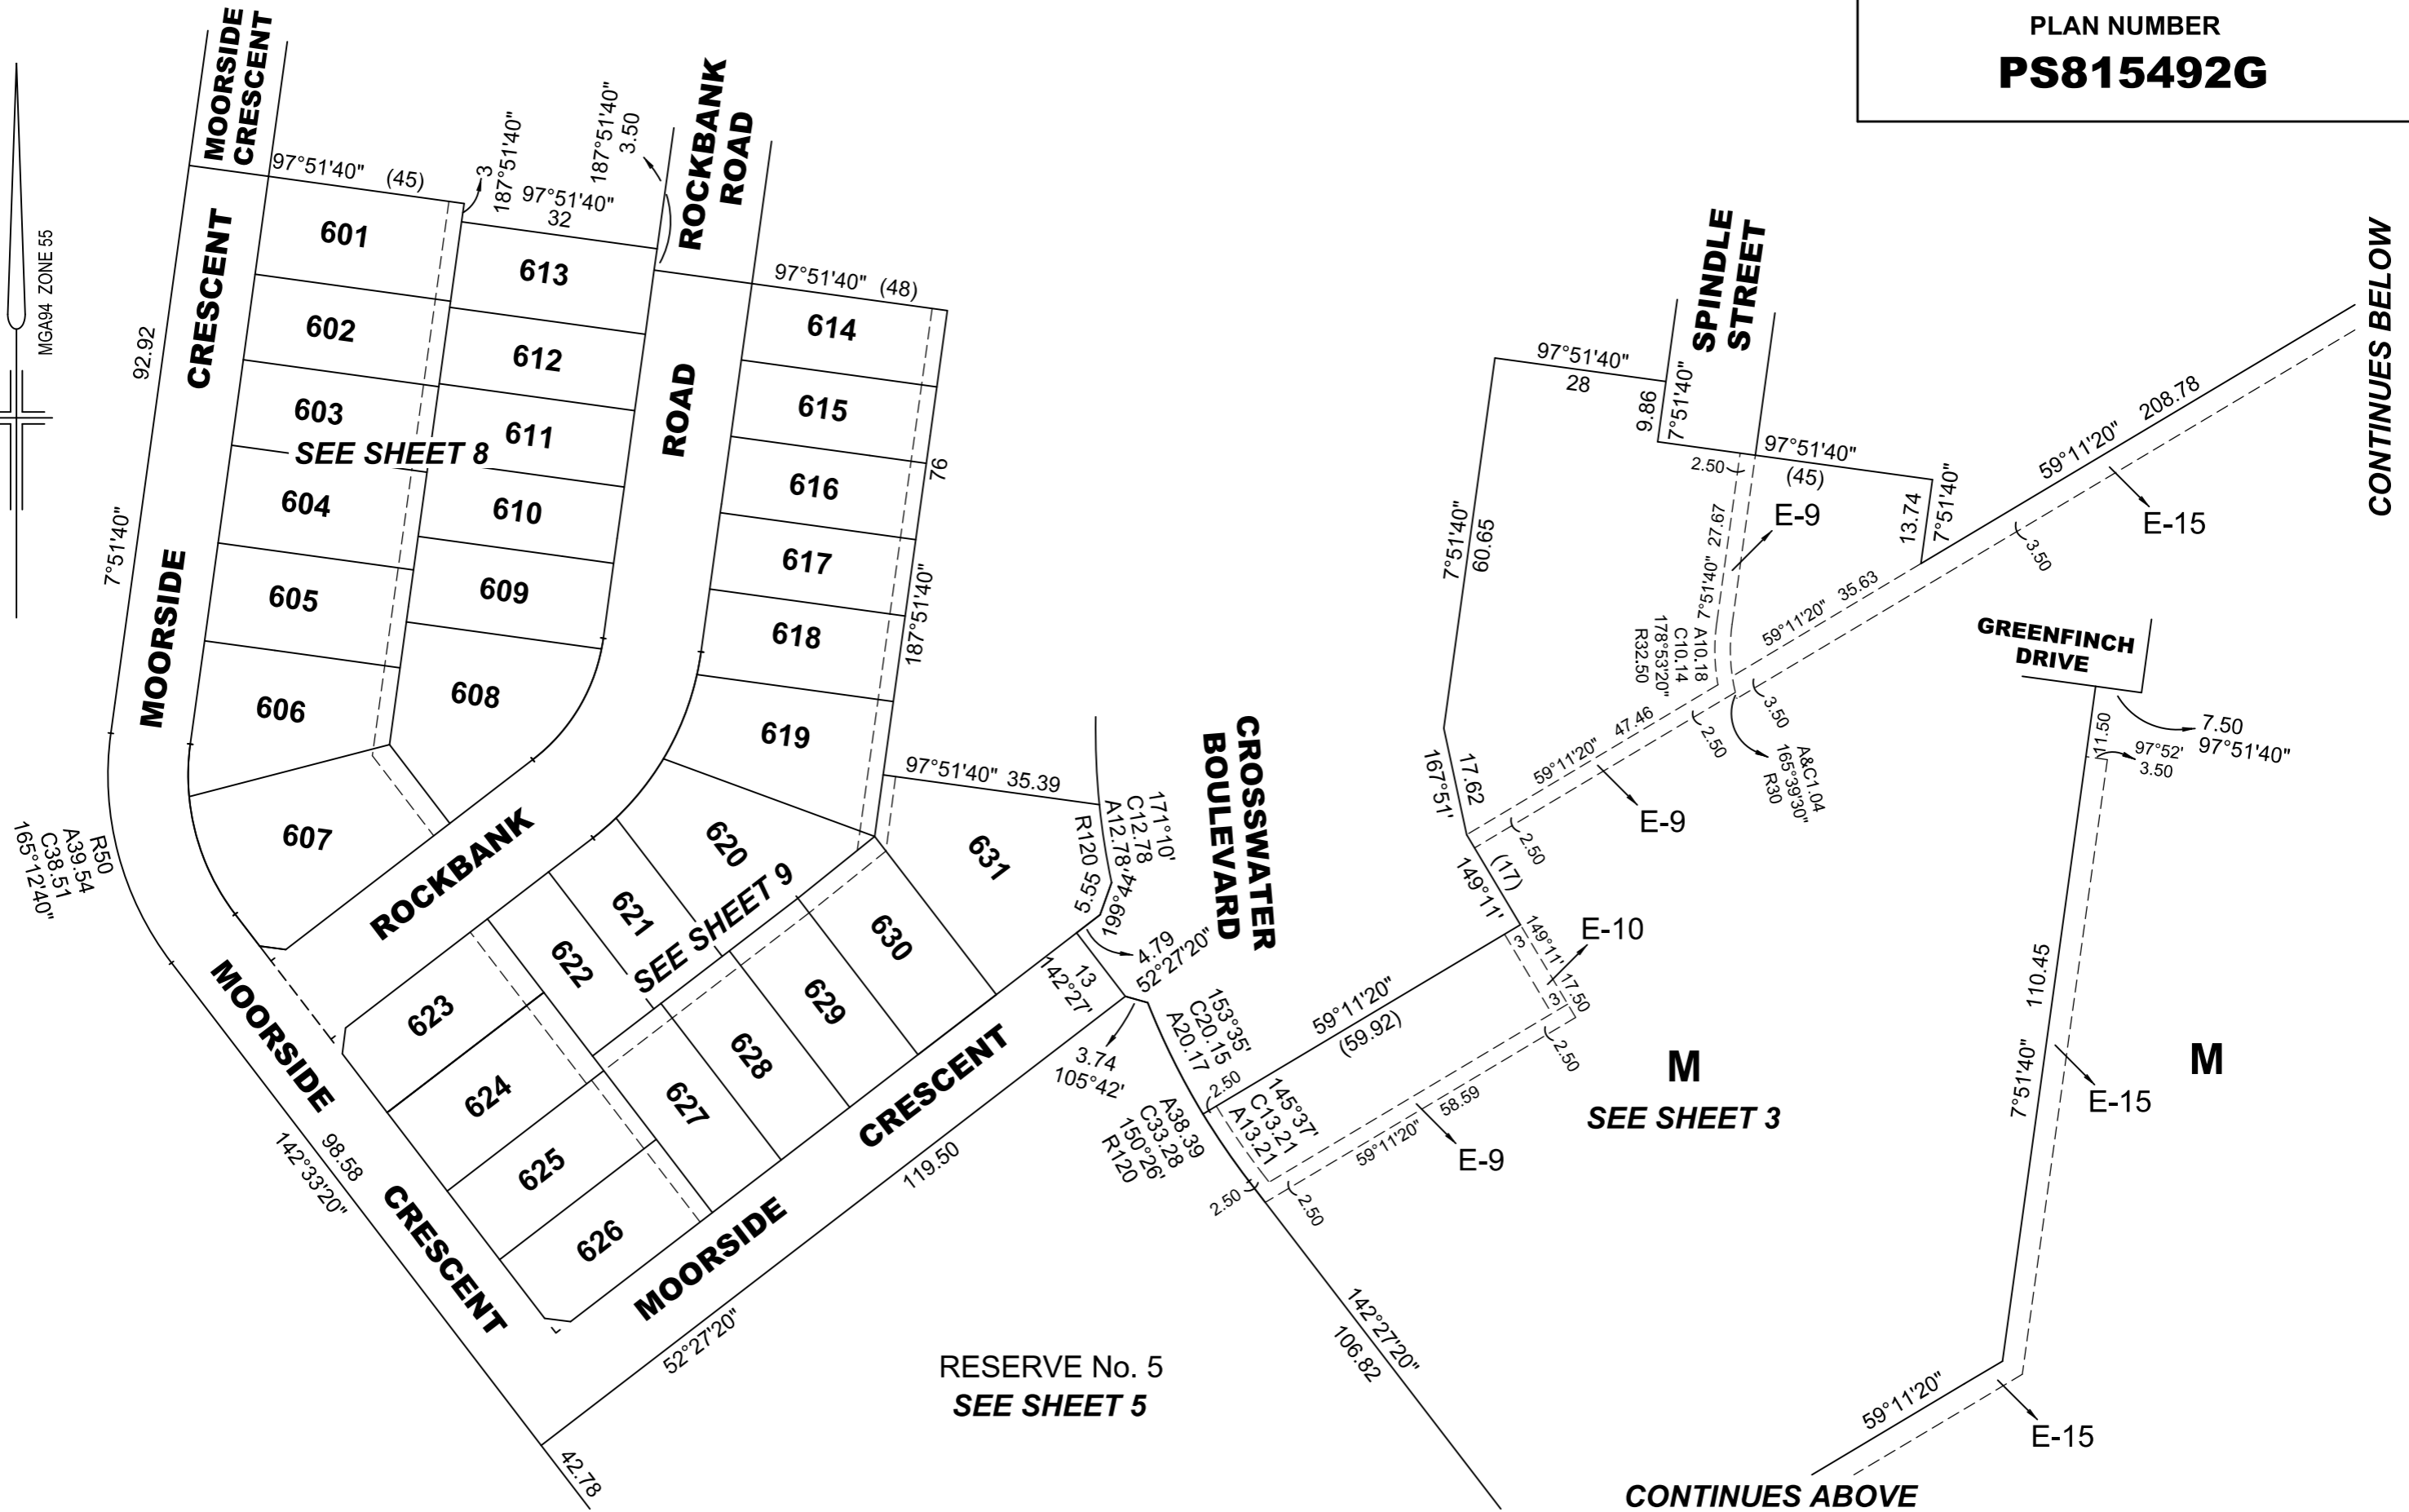 PLAN NUMBER
PS815492G
MGA94 ZONE 55
MOORSIDE
CRESCENT
97°51'40" (45)
3
187°51'40"
97°51'40"
32
187°51'40"
3.50
ROCKBANK
ROAD
97°51'40" (48)
92.92
7°51'40"
CRESCENT
MOORSIDE
601
602
603
SEE SHEET 8
604
605
606
607
613
612
611
610
609
608
ROAD
ROCKBANK
614
615
616
617
618
619
76
187°51'40"
R50
A39.54
C38.51
165°12'40"
620
621
622
SEE SHEET 9
623
624
625
626
627
628
629
630
631
97°51'40" 35.39
171°10'
C12.78
A12.78
R120
5.55
199°44'
CROSSWATER
BOULEVARD
4.79
52°27'20"
13
142°27'
3.74
105°42'
MOORSIDE
CRESCENT
98.58
142°33'20"
MOORSIDE
CRESCENT
119.50
52°27'20"
42.78
RESERVE No. 5
SEE SHEET 5
153°35'
C20.15
A20.17
A38.39
C33.28
150°26'
R120
2.50
145°37'
C13.21
A13.21
2.50
2.50
142°27'20"
106.82
59°11'20"
(59.92)
58.59
59°11'20"
E-9
2.50
149°11'
17.50
3
3
E-10
M
SEE SHEET 3
SPINDLE
STREET
97°51'40"
28
9.86
7°51'40"
97°51'40"
(45)
2.50
7°51'40"
60.65
7°51'40" 27.67
E-9
A10.18
C10.14
178°53'20"
R32.50
13.74
7°51'40"
59°11'20" 208.78
E-15
3.50
CONTINUES BELOW
59°11'20" 35.63
3.50
59°11'20" 47.46
2.50
A&C1.04
165°39'30"
R30
17.62
167°51'
2.50
E-9
(17)
149°11'
GREENFINCH
DRIVE
11.50
7.50
97°51'40"
97°52'
3.50
110.45
7°51'40"
E-15
M
59°11'20"
E-15
CONTINUES ABOVE